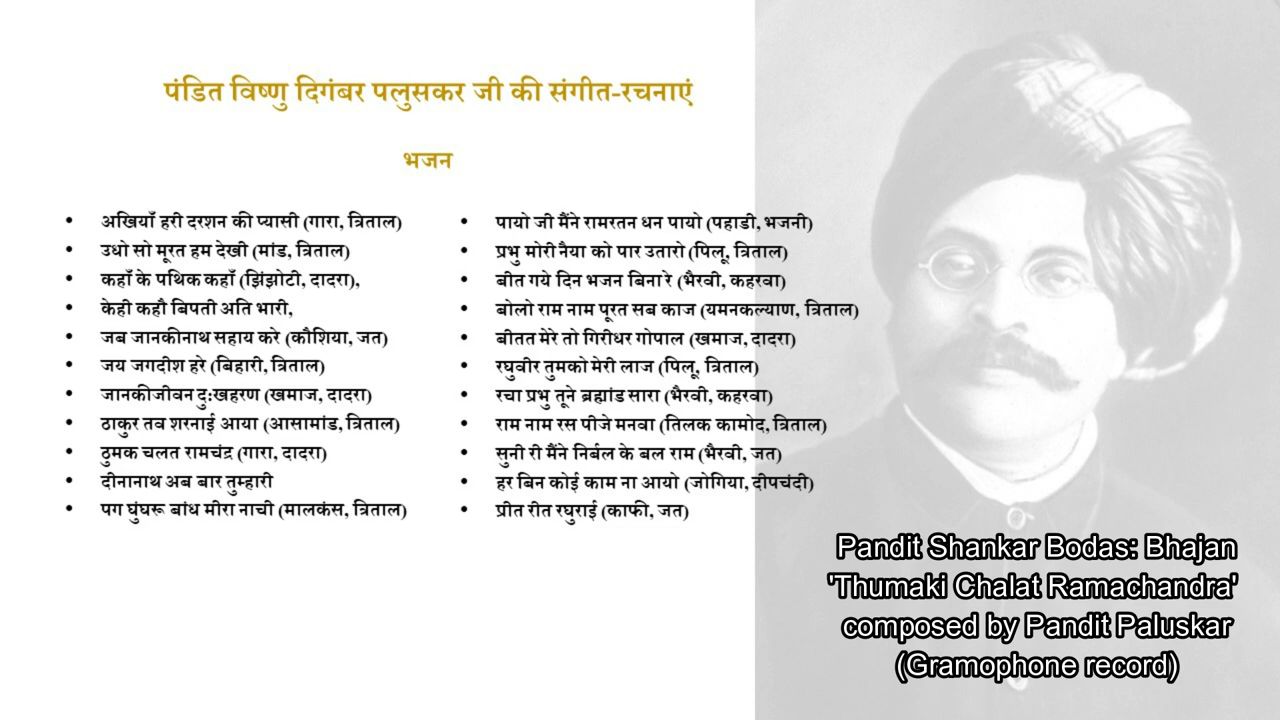 पंडित विष्णु दिगंबर पलुसकर जी की संगीत-रचनाएं
भजन
• अखियाँ हरी दरशन की प्यासी (गारा, त्रिताल)
• उधो सो मूरत हम देखी (मांड, त्रिताल)
• कहाँ के पथिक कहाँ (झिंझोटी, दादरा),
• केही कहौ बिपती अति भारी,
• जब जानकीनाथ सहाय करे (कौशिया, जत)
• जय जगदीश हरे (बिहारी, त्रिताल)
• जानकीजीवन दुःखहरण (खमाज, दादरा)
• ठाकुर तव शरनाई आया (आसामांड, त्रिताल)
• ठुमक चलत रामचंद्र (गारा, दादरा)
• दीनानाथ अब बार तुम्हारी
• पग घुंघरू बांध मीरा नाची (मालकंस, त्रिताल)
• पायो जी मैंने रामरतन धन पायो (पहाडी, भजनी)
• प्रभु मोरी नैया को पार उतारो (पिलू, त्रिताल)
• बीत गये दिन भजन बिना रे (भैरवी, कहरवा)
• बोलो राम नाम पूरत सब काज (यमनकल्याण, त्रिताल)
• बीतत मेरे तो गिरीधर गोपाल (खमाज, दादरा)
• रघुवीर तुमको मेरी लाज (पिलू, त्रिताल)
• रचा प्रभु तूने ब्रह्यांड सारा (भैरवी, कहरवा)
• राम नाम रस पीजे मनवा (तिलक कामोद, त्रिताल)
• सुनी री मैंने निर्बल के बल राम (भैरवी, जत)
• हर बिन कोई काम ना आयो (जोगिया, दीपचंदी)
• प्रीत रीत रघुराई (काफी, जत)
Pandit Shankar Bodas: Bhajan
'Thumaki Chalat Ramachandra'
composed by Pandit Paluskar
(Gramophone record)